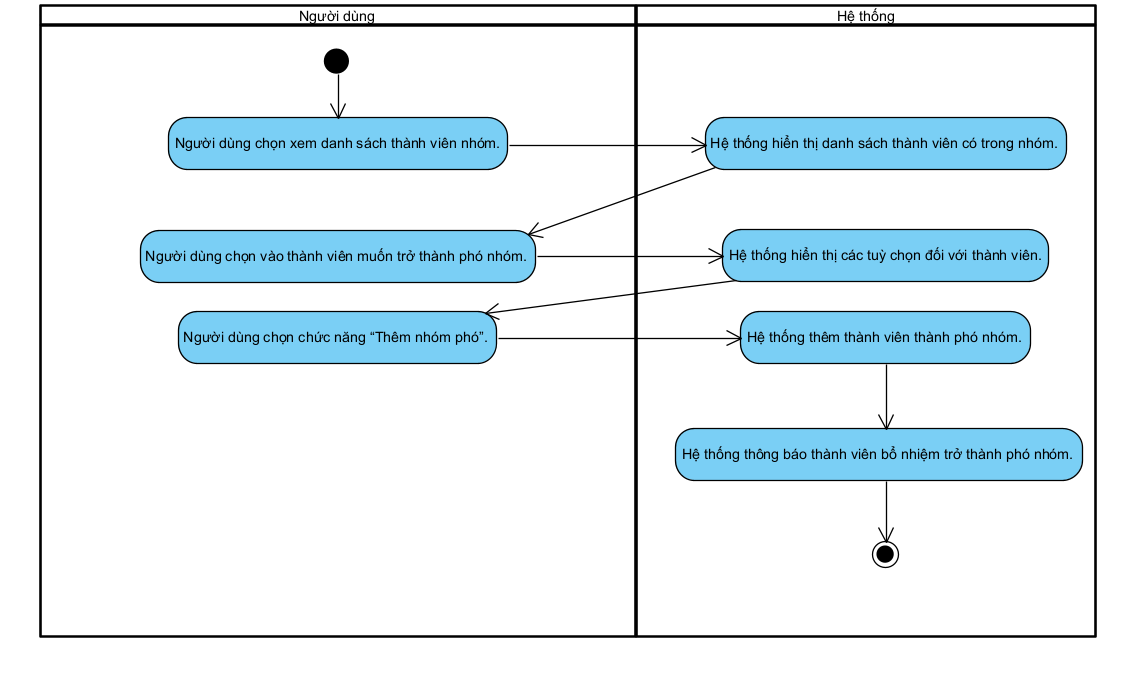 Người dùng
Hệ thống
Người dùng chọn xem danh sách thành viên nhóm.
Hệ thống hiển thị danh sách thành viên có trong nhóm.
Người dùng chọn vào thành viên muốn trở thành phó nhóm.
Hệ thống hiển thị các tuỳ chọn đối với thành viên.
Người dùng chọn chức năng “Thêm nhóm phó”.
Hệ thống thêm thành viên thành phó nhóm.
Hệ thống thông báo thành viên bổ nhiệm trở thành phó nhóm.